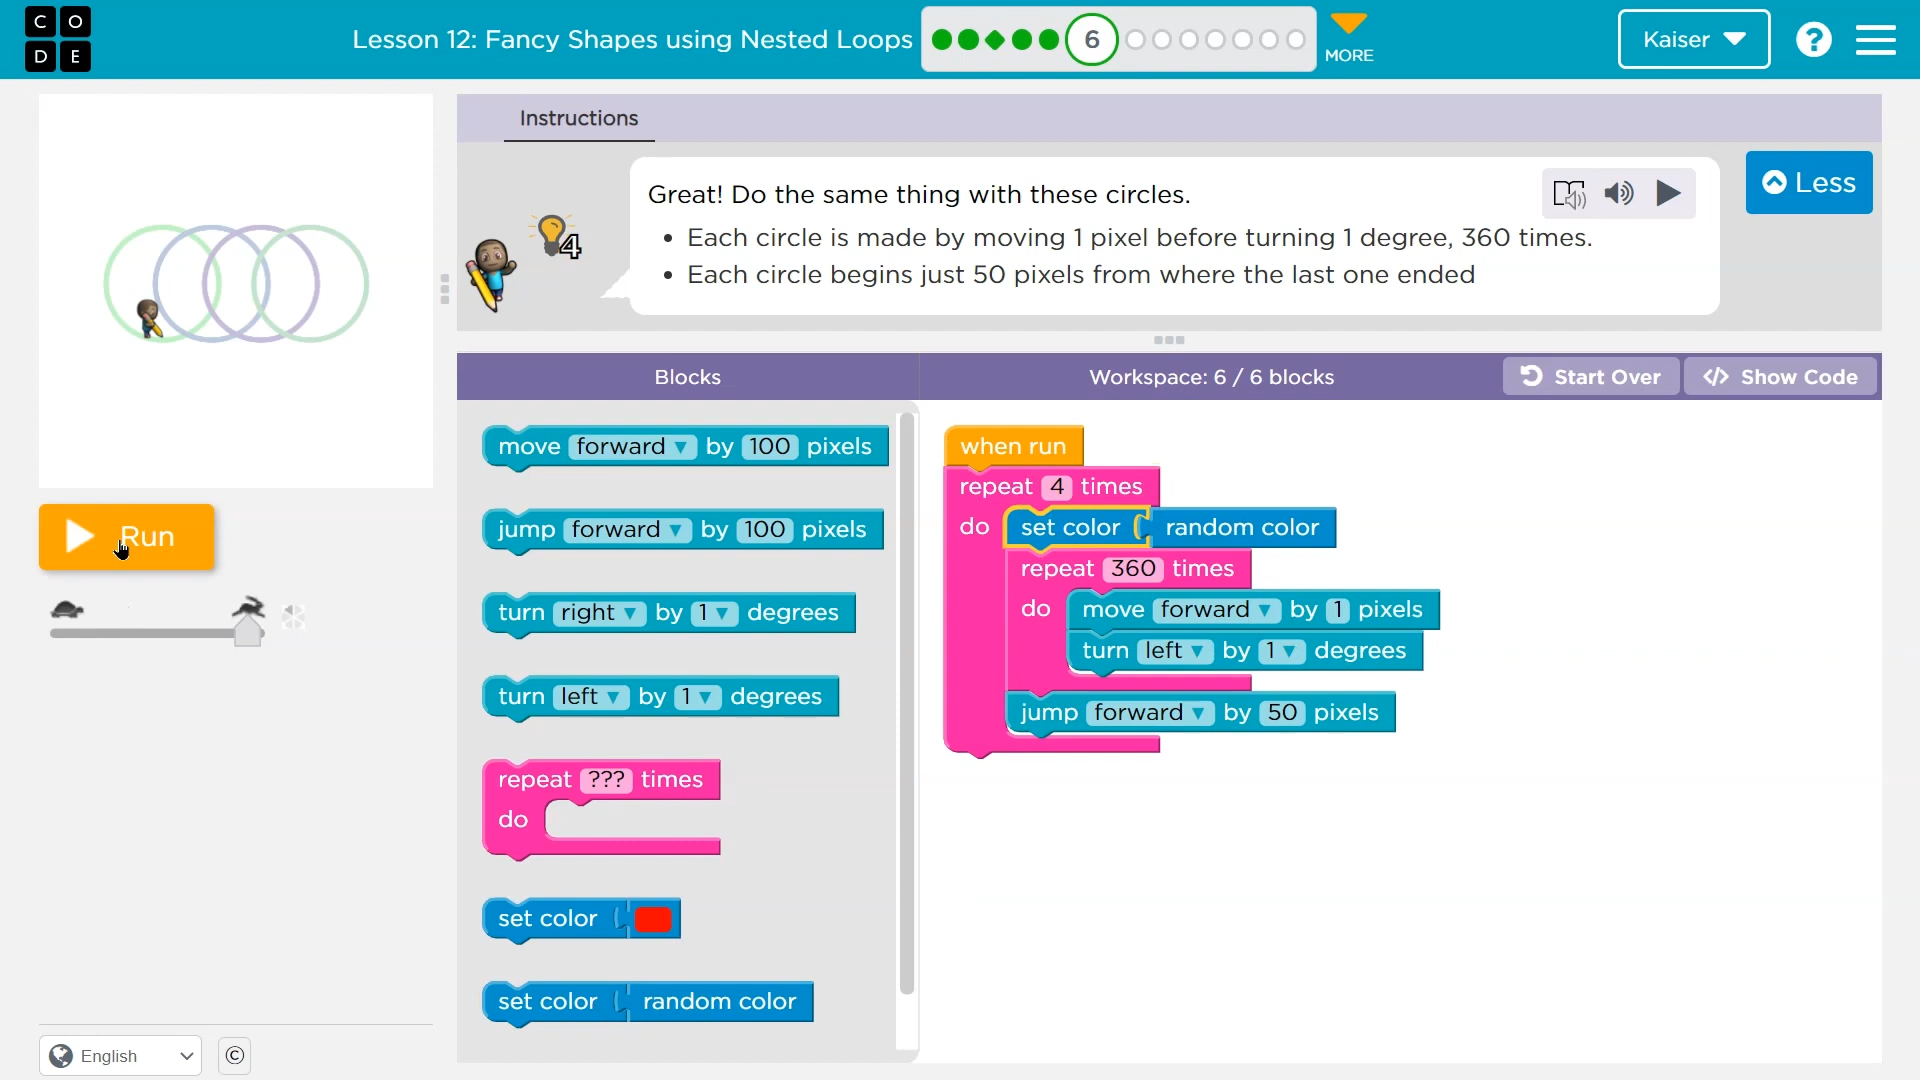 C O
D E
Lesson 12: Fancy Shapes using Nested Loops
6
MORE
Kaiser
?
Instructions
4
Great! Do the same thing with these circles.
• Each circle is made by moving 1 pixel before turning 1 degree, 360 times.
• Each circle begins just 50 pixels from where the last one ended
Less
Blocks
Workspace: 6 / 6 blocks
Start Over
</> Show Code
move forward by 100 pixels
jump forward by 100 pixels
turn right by 1 degrees
turn left by 1 degrees
repeat ??? times
do
set color
set color random color
when run
repeat 4 times
do set color random color
repeat 360 times
do move forward by 1 pixels
turn left by 1 degrees
jump forward by 50 pixels
Run
English
©